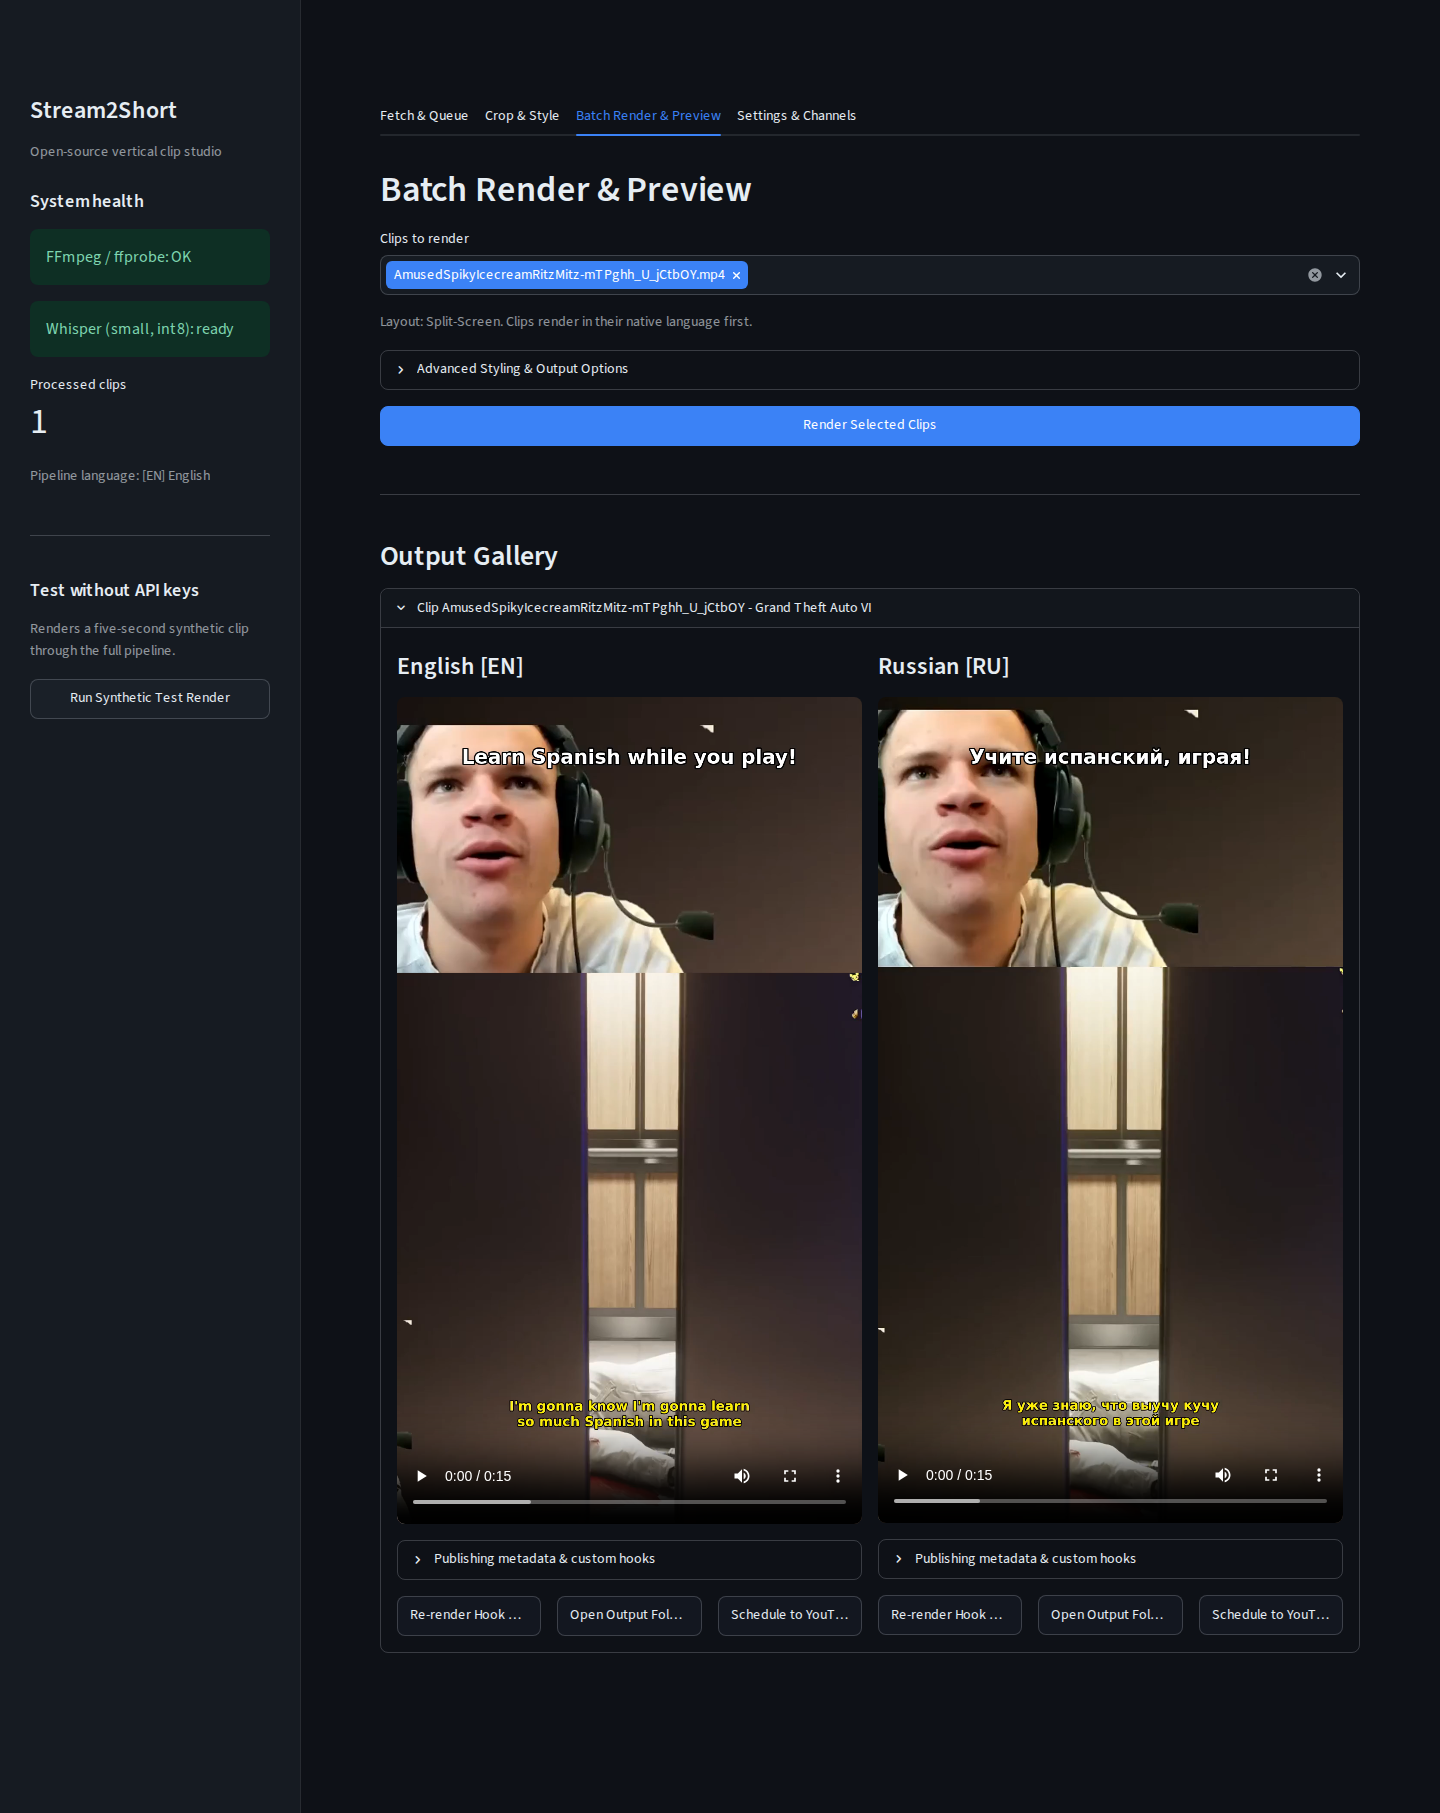 Stream2Short
Open-source vertical clip studio
System health
FFmpeg / ffprobe: OK
Whisper (small, int8): ready
Processed clips
1
Pipeline language: [EN] English
Test without API keys
Renders a five-second synthetic clip
through the full pipeline.
Run Synthetic Test Render
Fetch & Queue
Crop & Style
Batch Render & Preview
Settings & Channels
Batch Render & Preview
Clips to render
AmusedSpikyIcecreamRitzMitz-mTPghh_U_jCtbOY.mp4
Layout: Split-Screen. Clips render in their native language first.
Advanced Styling & Output Options
Render Selected Clips
Output Gallery
Clip AmusedSpikyIcecreamRitzMitz-mTPghh_U_jCtbOY - Grand Theft Auto VI
English [EN]
Learn Spanish while you play!
I'm gonna know I'm gonna learn
so much Spanish in this game
0:00 / 0:15
Publishing metadata & custom hooks
Re-render Hook …
Open Output Fol…
Schedule to YouT…
Russian [RU]
Учите испанский, играя!
Я уже знаю, что выучу кучу
испанского в этой игре
0:00 / 0:15
Publishing metadata & custom hooks
Re-render Hook …
Open Output Fol…
Schedule to YouT…